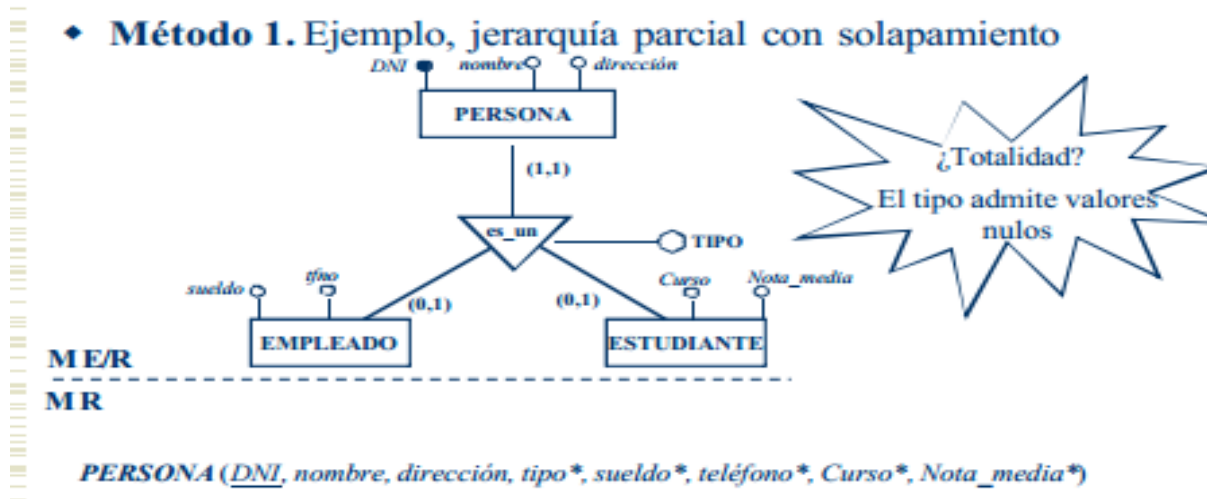 Método 1. Ejemplo, jerarquía parcial con solapamiento
DNI nombre dirección
PERSONA
¿Totalidad?
El tipo admite valores
nulos
(1,1)
es_un
TIPO
sueldo tfno
Curso Nota_media
(0,1)
(0,1)
EMPLEADO
ESTUDIANTE
M E/R
M R
PERSONA (DNI, nombre, dirección, tipo*, sueldo*, teléfono*, Curso*, Nota_media*)